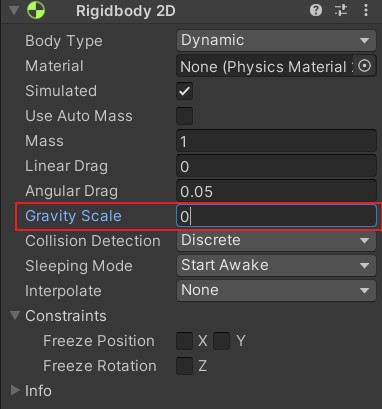 Rigidbody 2D
Body Type Dynamic
Material None (Physics Material
Simulated
Use Auto Mass
Mass 1
Linear Drag 0
Angular Drag 0.05
Gravity Scale 0
Collision Detection Discrete
Sleeping Mode Start Awake
Interpolate None
Constraints
Freeze Position X Y
Freeze Rotation Z
Info